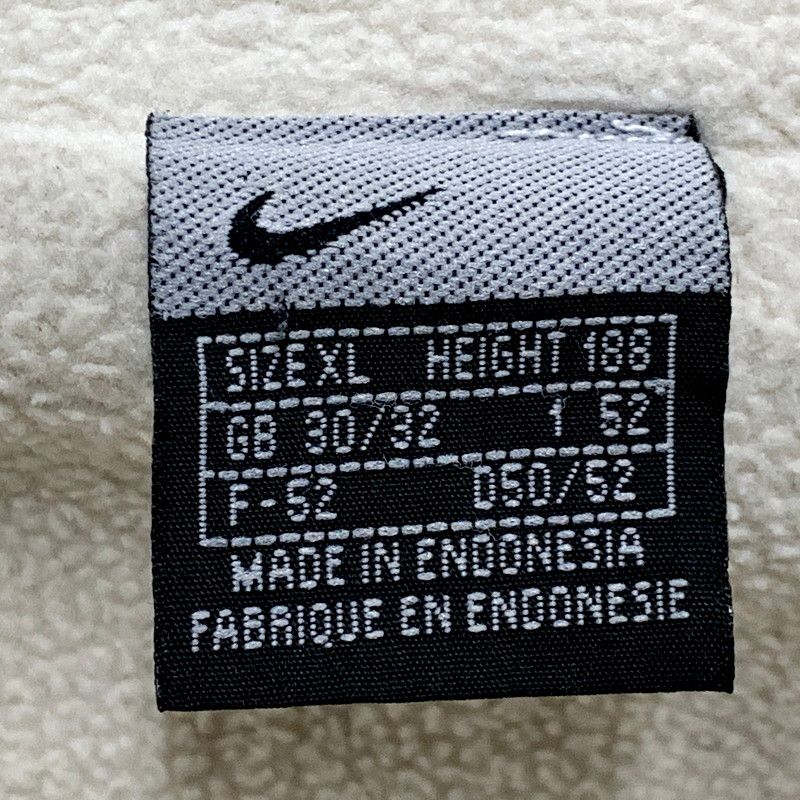 SIZE XL HEIGHT 188
GB 30/32 I 52
F-52 D50/52
MADE IN ENDONESIA
FABRIQUE EN ENDONESIE